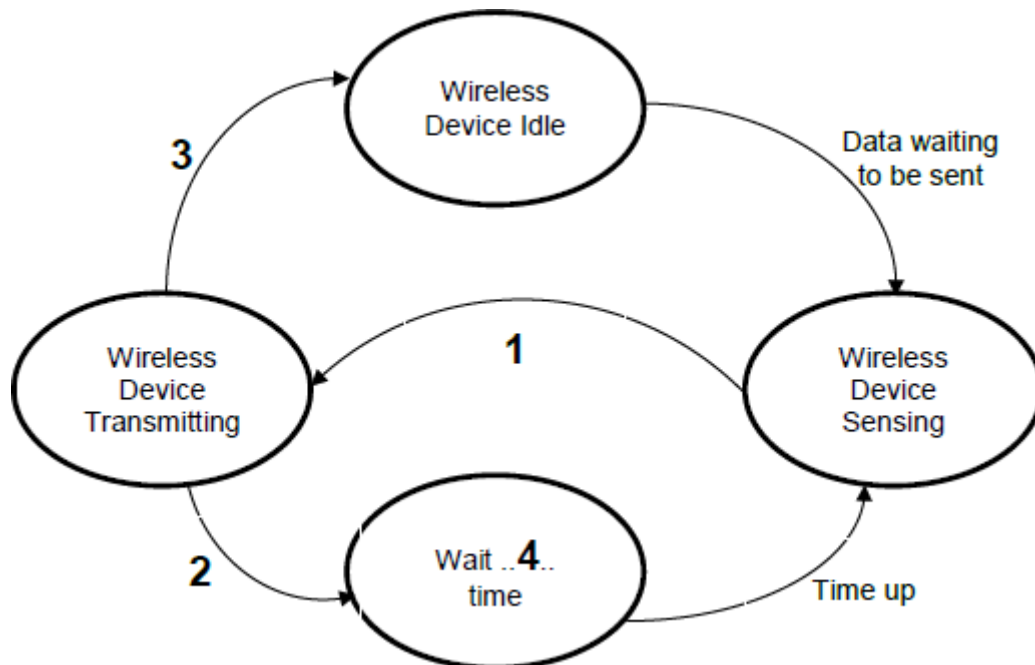 Wireless
Device Idle
3
Data waiting
to be sent
1
Wireless
Device
Transmitting
Wireless
Device
Sensing
2
Wait ..4..
time
Time up